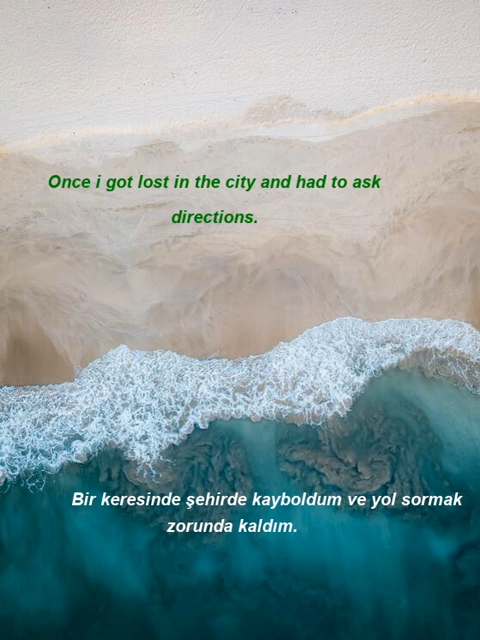 Once i got lost in the city and had to ask
directions.
Bir keresinde şehirde kayboldum ve yol sormak
zorunda kaldım.